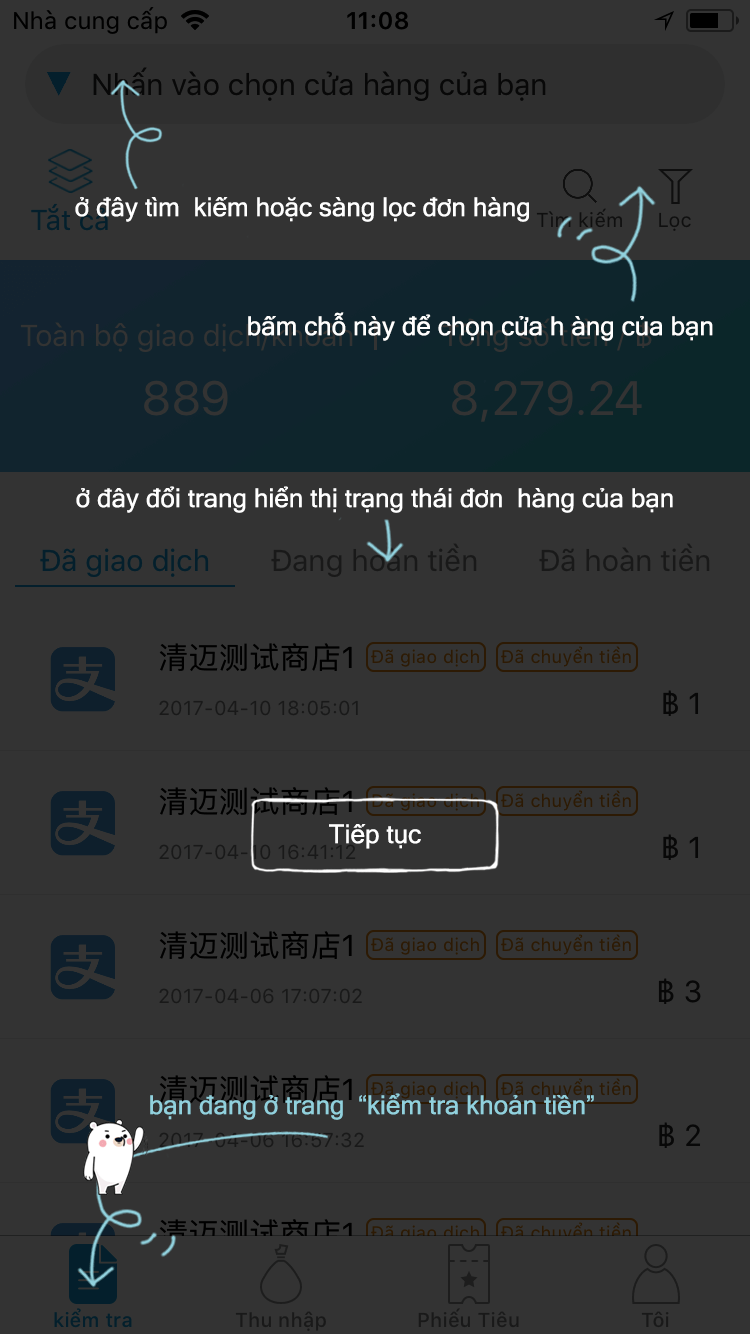 Nhà cung cấp 11:08
Nhấn vào chọn cửa hàng của bạn
ở đây tìm kiếm hoặc sàng lọc đơn hàng
Tất cả Tìm kiếm Lọc
bấm chỗ này để chọn cửa h àng của bạn
Toàn bộ giao dịch/khoản Tổng số tiền / ฿
889 8,279.24
ở đây đổi trang hiển thị trạng thái đơn hàng của bạn
Đã giao dịch Đang hoàn tiền Đã hoàn tiền
支 清迈测试商店1 Đã giao dịch Đã chuyển tiền
2017-04-10 18:05:01 ฿ 1
支 清迈测试商店1 Đã giao dịch Đã chuyển tiền
Tiếp tục
2017-04-10 16:41:12 ฿ 1
支 清迈测试商店1 Đã giao dịch Đã chuyển tiền
2017-04-06 17:07:02 ฿ 3
支 清迈测试商店1 Đã giao dịch Đã chuyển tiền
bạn đang ở trang “kiểm tra khoản tiền”
2017-04-06 16:57:32 ฿ 2
清迈测试商店1 Đã giao dịch Đã chuyển tiền
kiểm tra Thu nhập Phiếu Tiêu Tôi